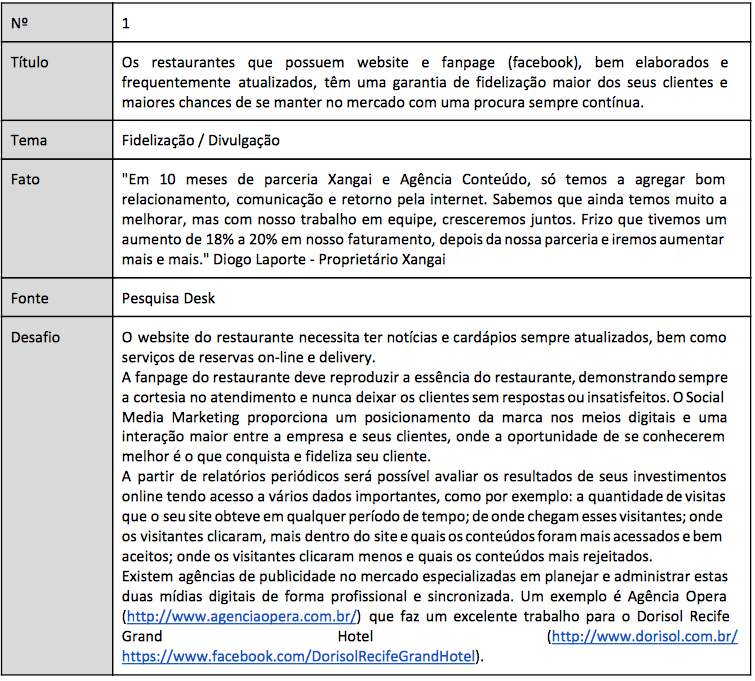 Nº
1
Título
Os restaurantes que possuem website e fanpage (facebook), bem elaborados e
frequentemente atualizados, têm uma garantia de fidelização maior dos seus clientes e
maiores chances de se manter no mercado com uma procura sempre contínua.
Tema
Fidelização / Divulgação
Fato
"Em 10 meses de parceria Xangai e Agência Conteúdo, só temos a agregar bom
relacionamento, comunicação e retorno pela internet. Sabemos que ainda temos muito a
melhorar, mas com nosso trabalho em equipe, cresceremos juntos. Frizo que tivemos um
aumento de 18% a 20% em nosso faturamento, depois da nossa parceria e iremos aumentar
mais e mais." Diogo Laporte - Proprietário Xangai
Fonte
Pesquisa Desk
Desafio
O website do restaurante necessita ter notícias e cardápios sempre atualizados, bem como
serviços de reservas on-line e delivery.
A fanpage do restaurante deve reproduzir a essência do restaurante, demonstrando sempre
a cortesia no atendimento e nunca deixar os clientes sem respostas ou insatisfeitos. O Social
Media Marketing proporciona um posicionamento da marca nos meios digitais e uma
interação maior entre a empresa e seus clientes, onde a oportunidade de se conhecerem
melhor é o que conquista e fideliza seu cliente.
A partir de relatórios periódicos será possível avaliar os resultados de seus investimentos
online tendo acesso a vários dados importantes, como por exemplo: a quantidade de visitas
que o seu site obteve em qualquer período de tempo; de onde chegam esses visitantes; onde
os visitantes clicaram, mais dentro do site e quais os conteúdos foram mais acessados e bem
aceitos; onde os visitantes clicaram menos e quais os conteúdos mais rejeitados.
Existem agências de publicidade no mercado especializadas em planejar e administrar estas
duas mídias digitais de forma profissional e sincronizada. Um exemplo é Agência Opera
(http://www.agenciaopera.com.br/) que faz um excelente trabalho para o Dorisol Recife
Grand Hotel (http://www.dorisol.com.br/
https://www.facebook.com/DorisolRecifeGrandHotel).